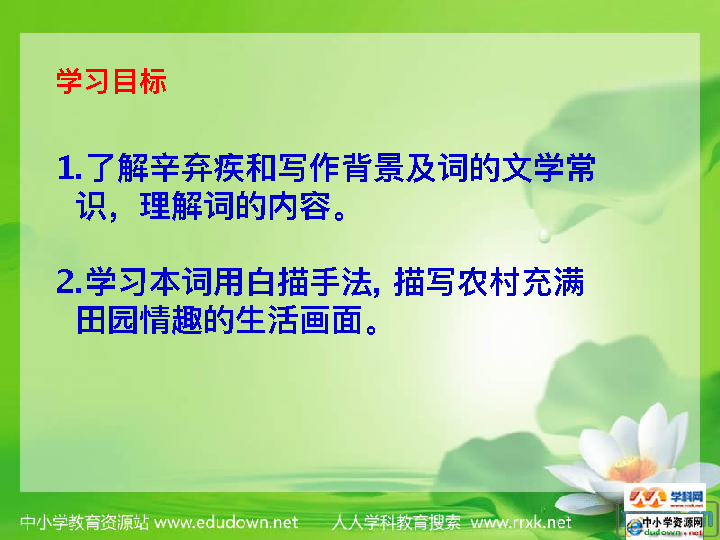 学习目标
1.了解辛弃疾和写作背景及词的文学常
识，理解词的内容。
2.学习本词用白描手法,描写农村充满
田园情趣的生活画面。
中小学教育资源站 www.edudown.net 人人学科教育搜索 www.rrxk.net
学科网
www.rrxk.net
中小学资源网
edudown.net